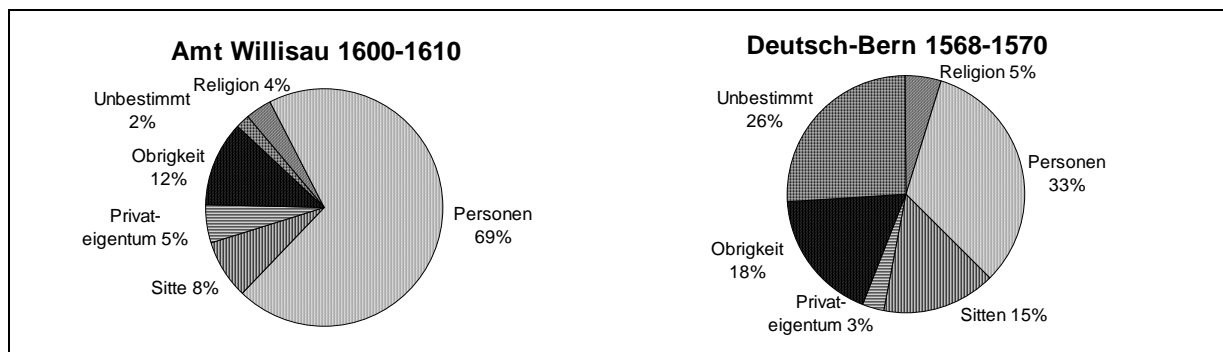 Amt Willisau 1600-1610
Religion 4%
Unbestimmt
2%
Obrigkeit
12%
Privat-
eigentum 5%
Sitte 8%
Personen
69%
Deutsch-Bern 1568-1570
Religion 5%
Unbestimmt
26%
Personen
33%
Obrigkeit
18%
Privat-
eigentum 3%
Sitten 15%